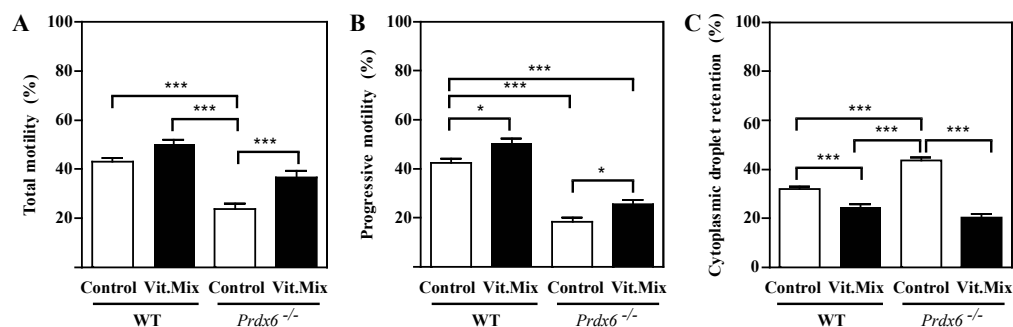 A
Total motility (%)
100
80
60
40
20
***
***
***
Control Vit.Mix Control Vit.Mix
WT
Prdx6 -/-
B
Progressive motility (%)
100
80
60
40
20
***
***
*
*
Control Vit.Mix Control Vit.Mix
WT
Prdx6 -/-
C
Cytoplasmic droplet retention (%)
100
80
60
40
20
0
***
***
***
***
Control Vit.Mix Control Vit.Mix
WT
Prdx6 -/-